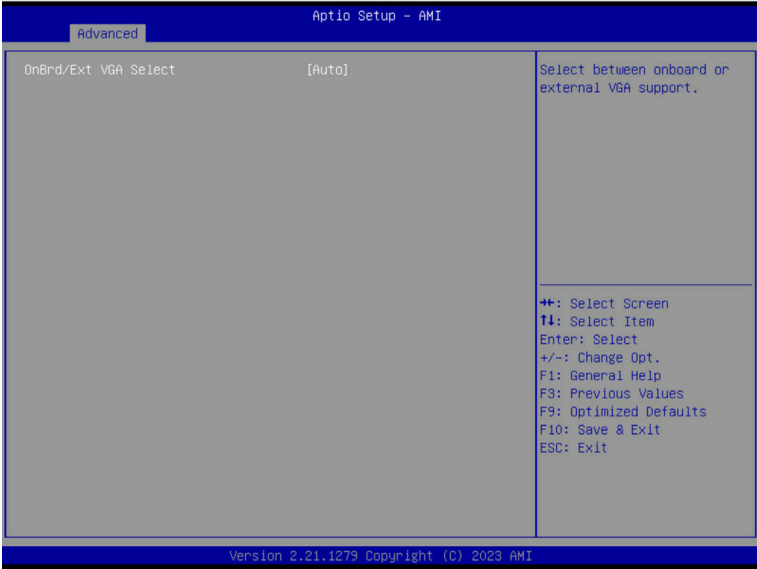 Aptio Setup – AMI
Advanced
OnBrd/Ext VGA Select [Auto]
Select between onboard or
external VGA support.
→←: Select Screen
↑↓: Select Item
Enter: Select
+/-: Change Opt.
F1: General Help
F3: Previous Values
F9: Optimized Defaults
F10: Save & Exit
ESC: Exit
Version 2.21.1279 Copyright (C) 2023 AMI